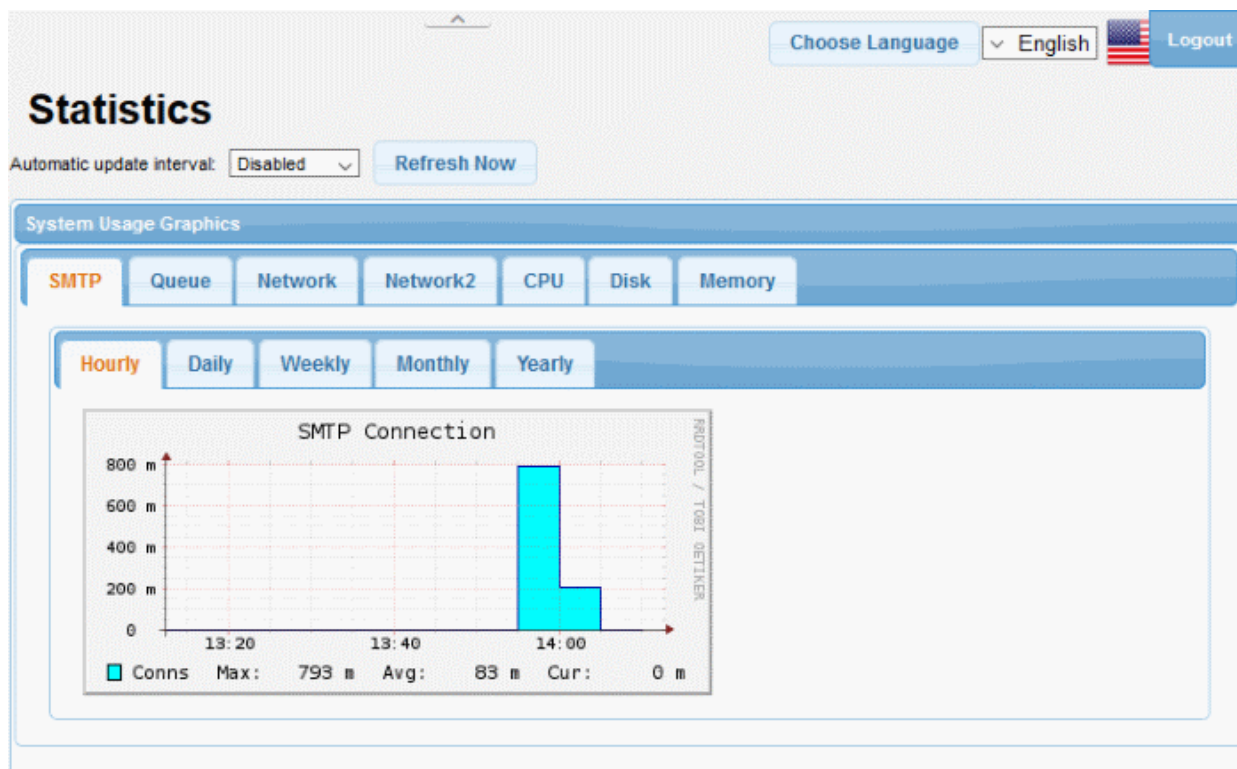 Choose Language English Logout
Statistics
Automatic update interval: Disabled Refresh Now
System Usage Graphics
SMTP Queue Network Network2 CPU Disk Memory
Hourly Daily Weekly Monthly Yearly
SMTP Connection
RRDTOOL / TOBI OETIKER
800 m
600 m
400 m
200 m
0
13:20 13:40 14:00
Conns Max: 793 m Avg: 83 m Cur: 0 m